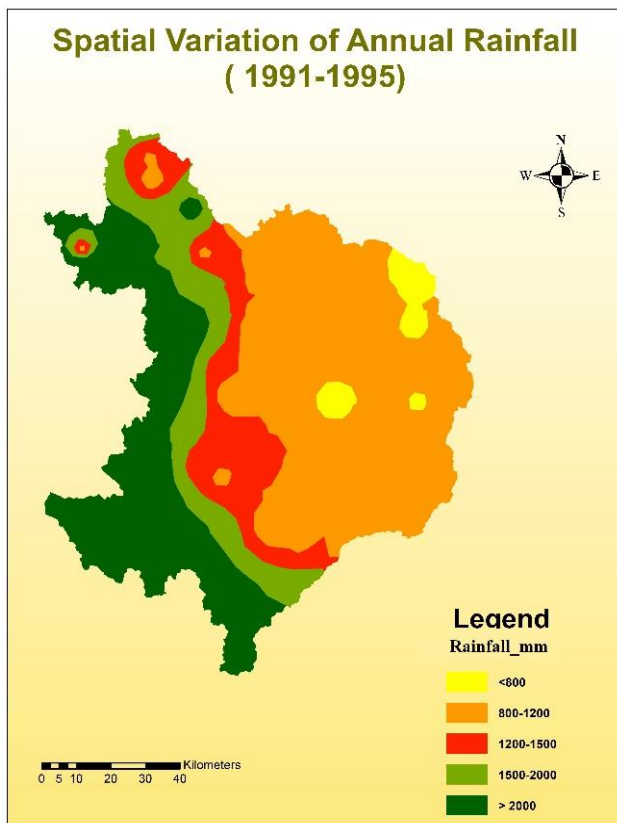 Spatial Variation of Annual Rainfall
( 1991-1995)
N
W E
S
Legend
Rainfall_mm
<800
800-1200
1200-1500
1500-2000
> 2000
Kilometers
0 5 10 20 30 40